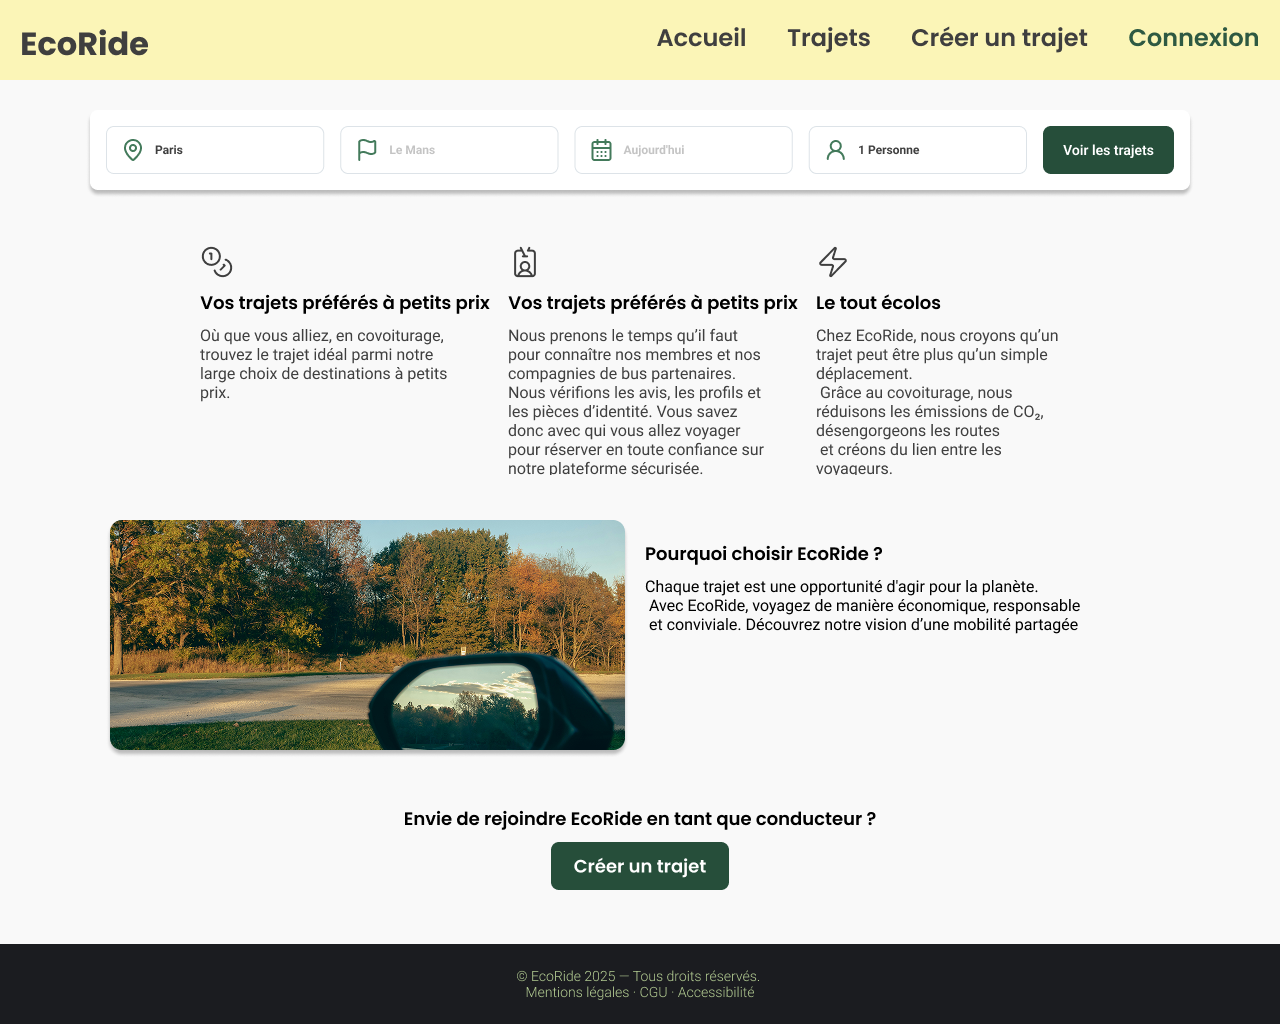 EcoRide
Accueil Trajets Créer un trajet Connexion
Paris Le Mans Aujourd'hui 1 Personne Voir les trajets
1
Vos trajets préférés à petits prix
Où que vous alliez, en covoiturage,
trouvez le trajet idéal parmi notre
large choix de destinations à petits
prix.
Vos trajets préférés à petits prix
Nous prenons le temps qu’il faut
pour connaître nos membres et nos
compagnies de bus partenaires.
Nous vérifions les avis, les profils et
les pièces d’identité. Vous savez
donc avec qui vous allez voyager
pour réserver en toute confiance sur
notre plateforme sécurisée.
Le tout écolos
Chez EcoRide, nous croyons qu’un
trajet peut être plus qu’un simple
déplacement.
Grâce au covoiturage, nous
réduisons les émissions de CO₂,
désengorgeons les routes
et créons du lien entre les
voyageurs.
Pourquoi choisir EcoRide ?
Chaque trajet est une opportunité d'agir pour la planète.
Avec EcoRide, voyagez de manière économique, responsable
et conviviale. Découvrez notre vision d’une mobilité partagée
Envie de rejoindre EcoRide en tant que conducteur ?
Créer un trajet
© EcoRide 2025 — Tous droits réservés.
Mentions légales · CGU · Accessibilité